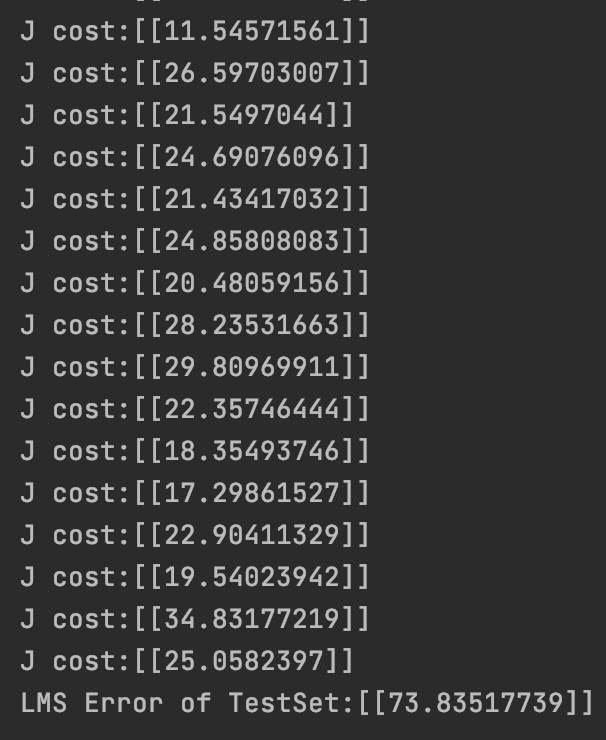 J cost:[[11.54571561]]
J cost:[[26.59703007]]
J cost:[[21.5497044]]
J cost:[[24.69076096]]
J cost:[[21.43417032]]
J cost:[[24.85808083]]
J cost:[[20.48059156]]
J cost:[[28.23531663]]
J cost:[[29.80969911]]
J cost:[[22.35746444]]
J cost:[[18.35493746]]
J cost:[[17.29861527]]
J cost:[[22.90411329]]
J cost:[[19.54023942]]
J cost:[[34.83177219]]
J cost:[[25.0582397]]
LMS Error of TestSet:[[73.83517739]]